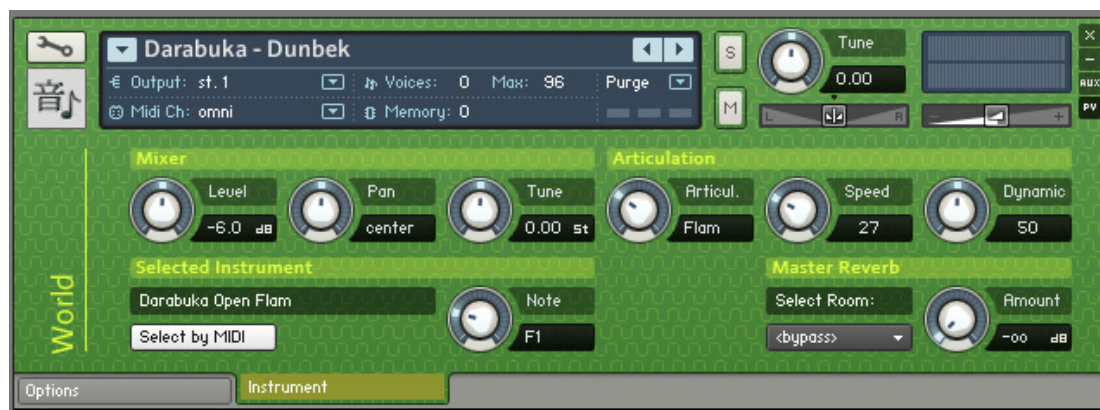 Darabuka - Dunbek
S
Tune
×
–
Output: st. 1
Voices: 0 Max: 96
Purge
0.00
AUX
音♪
Midi Ch: omni
Memory: 0
M
L
R
–
+
PV
Mixer
Articulation
Level
Pan
Tune
Articul.
Speed
Dynamic
-6.0 dB
center
0.00 St
Flam
27
50
World
Selected Instrument
Master Reverb
Darabuka Open Flam
Note
Select Room:
Amount
Select by MIDI
F1
<bypass>
-oo dB
Options
Instrument